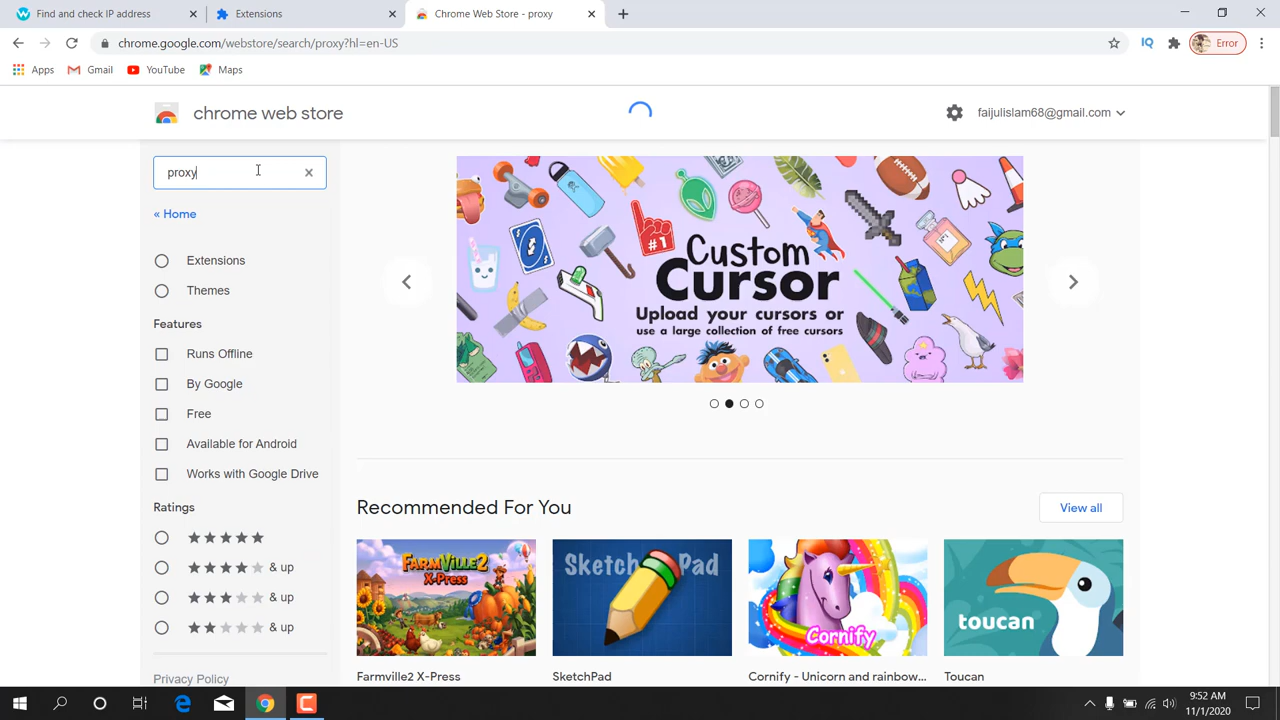 Find and check IP address
Extensions
Chrome Web Store - proxy
chrome.google.com/webstore/search/proxy?hl=en-US
IQ
Error
Apps
Gmail
YouTube
Maps
chrome web store
faijulislam68@gmail.com
proxy
« Home
Extensions
Themes
Features
Runs Offline
By Google
Free
Available for Android
Works with Google Drive
Ratings
& up
& up
& up
Privacy Policy
#1
Custom
Cursor
Upload your cursors or
use a large collection of free cursors
Recommended For You
View all
FARMVILLE2
X-PRESS
SketchPad
Cornify
toucan
Farmville2 X-Press
SketchPad
Cornify - Unicorn and rainbow...
Toucan
9:52 AM
11/1/2020